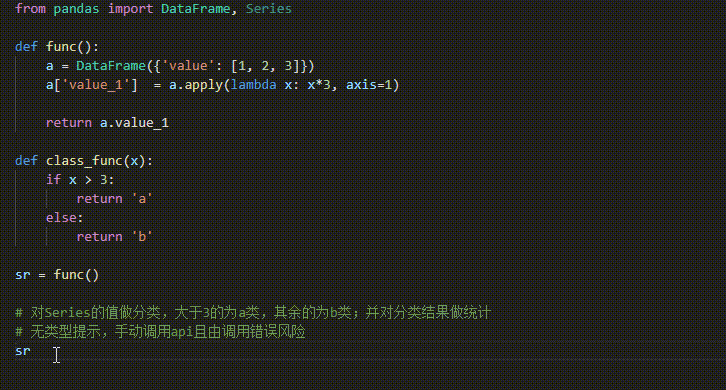 from pandas import DataFrame, Series
def func():
a = DataFrame({'value': [1, 2, 3]})
a['value_1']  = a.apply(lambda x: x*3, axis=1)
return a.value_1
def class_func(x):
if x > 3:
return 'a'
else:
return 'b'
sr = func()
# 对Series的值做分类，大于3的为a类，其余的为b类；并对分类结果做统计
# 无类型提示，手动调用api且由调用错误风险
sr